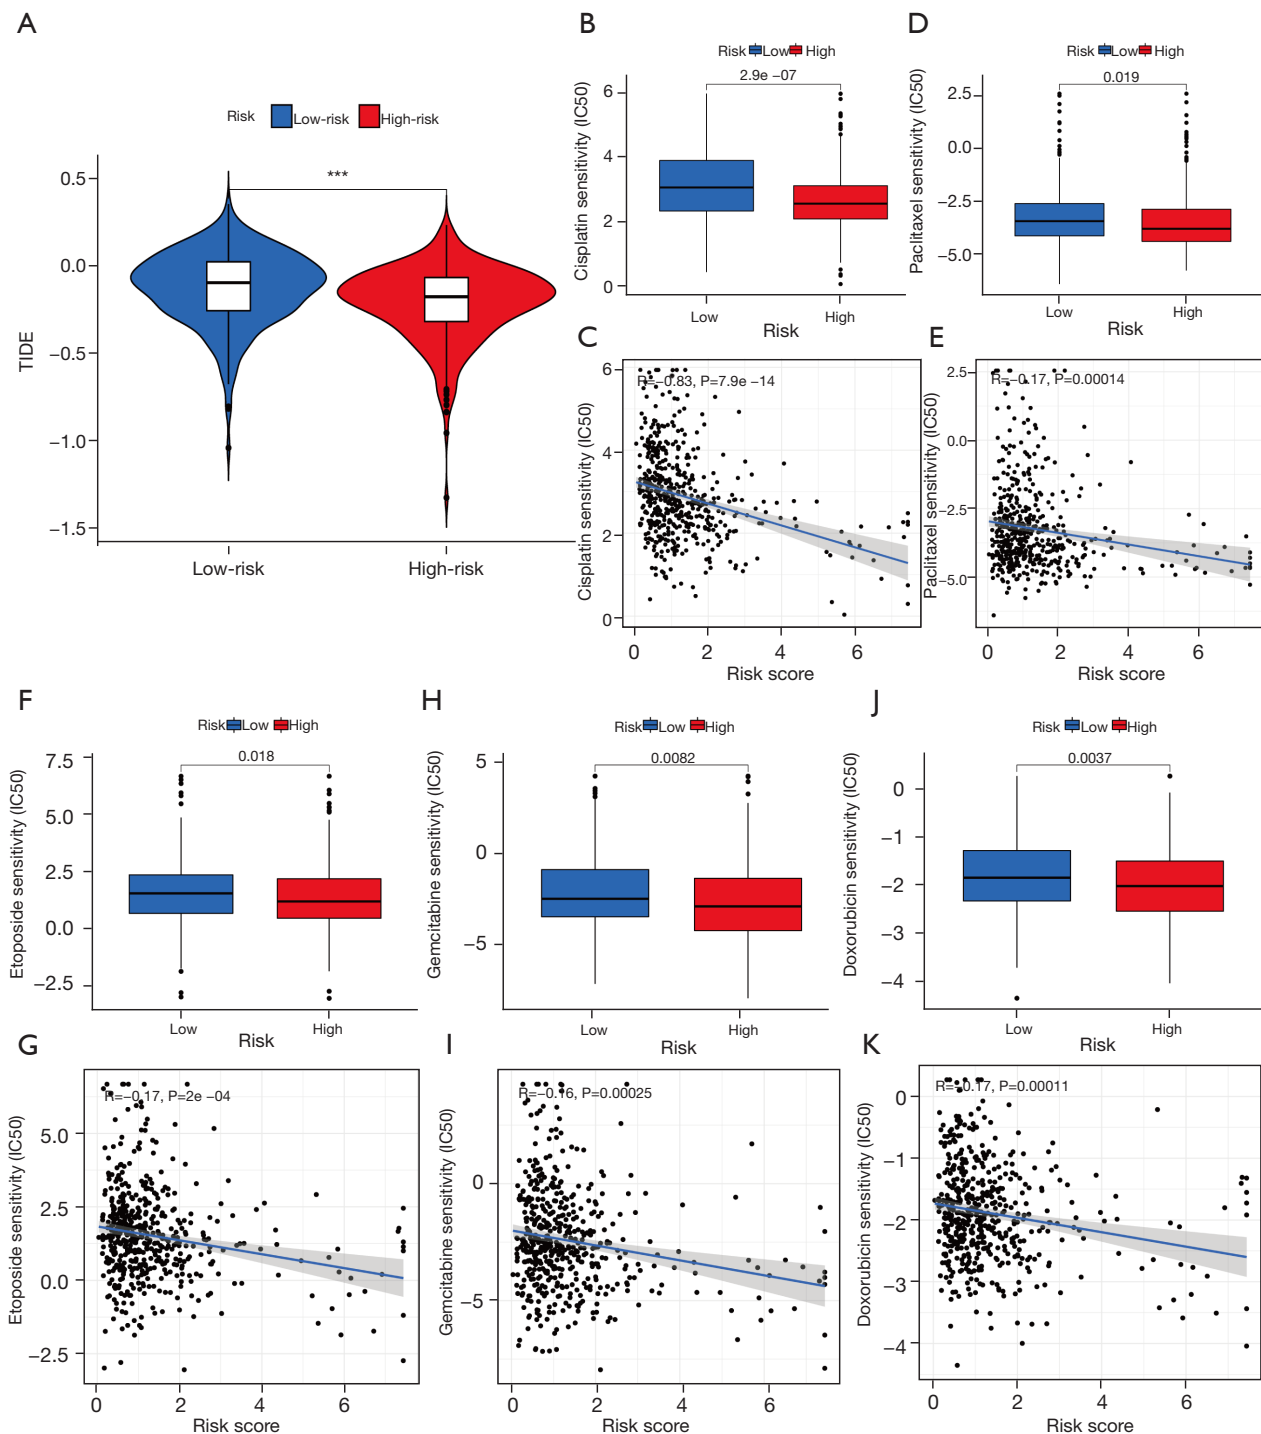 A
Risk Low-risk High-risk
***
TIDE
0.5
0.0
−0.5
−1.0
−1.5
Low-risk High-risk
B
Risk Low High
2.9e −07
Cisplatin sensitivity (IC50)
6
4
2
0
Low High
Risk
D
Risk Low High
0.019
Paclitaxel sensitivity (IC50)
2.5
0.0
−2.5
−5.0
Low High
Risk
C
R=−0.83, P=7.9e −14
Cisplatin sensitivity (IC50)
6
4
2
0
0 2 4 6
Risk score
E
R=−0.17, P=0.00014
Paclitaxel sensitivity (IC50)
2.5
0.0
−2.5
−5.0
0 2 4 6
Risk score
F
Risk Low High
0.018
Etoposide sensitivity (IC50)
7.5
5.0
2.5
0.0
−2.5
Low High
Risk
H
Risk Low High
0.0082
Gemcitabine sensitivity (IC50)
5
0
−5
Low High
Risk
J
Risk Low High
0.0037
Doxorubicin sensitivity (IC50)
0
−1
−2
−3
−4
Low High
Risk
G
R=−0.17, P=2e −04
Etoposide sensitivity (IC50)
5.0
2.5
0.0
−2.5
0 2 4 6
Risk score
I
R=−0.16, P=0.00025
Gemcitabine sensitivity (IC50)
0
−5
0 2 4 6
Risk score
K
R=−0.17, P=0.00011
Doxorubicin sensitivity (IC50)
0
−1
−2
−3
−4
0 2 4 6
Risk score